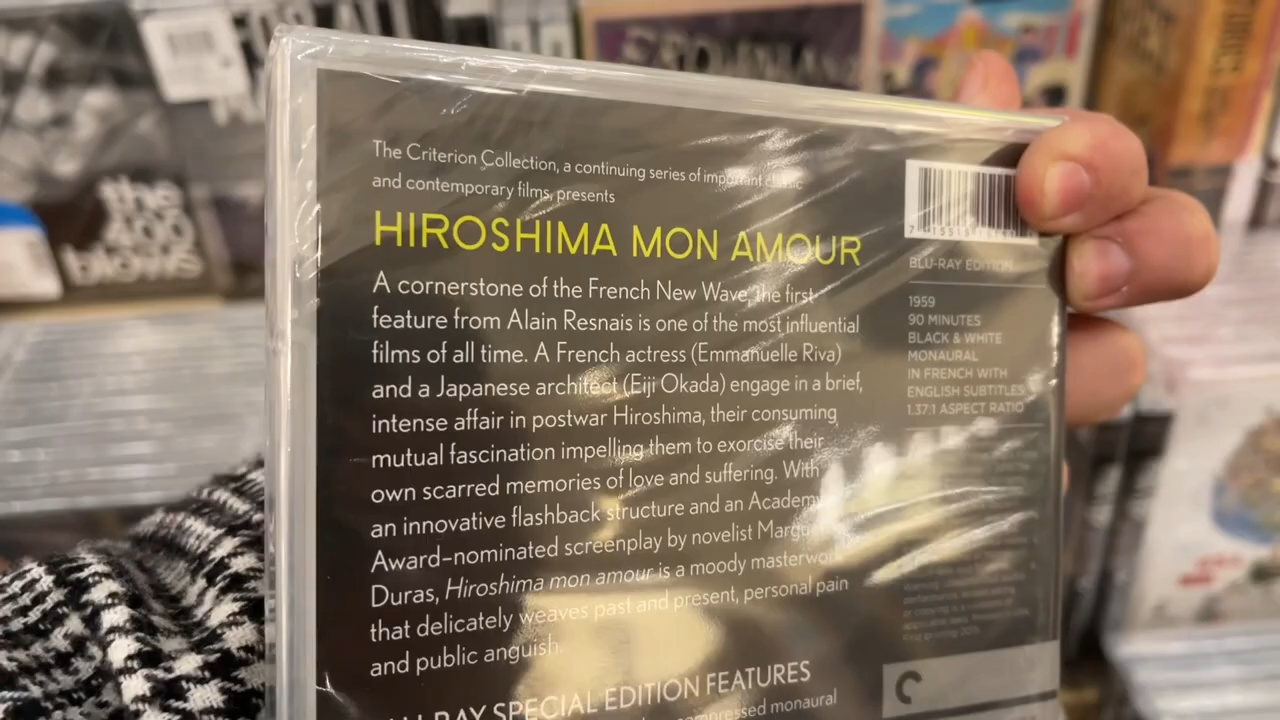 the
400
blows
The Criterion Collection, a continuing series of important classic
and contemporary films, presents
HIROSHIMA MON AMOUR
A cornerstone of the French New Wave, the first
feature from Alain Resnais is one of the most influential
films of all time. A French actress (Emmanuelle Riva)
and a Japanese architect (Eiji Okada) engage in a brief,
intense affair in postwar Hiroshima, their consuming
mutual fascination impelling them to exorcise their
own scarred memories of love and suffering. With
an innovative flashback structure and an Academy
Award–nominated screenplay by novelist
Duras, Hiroshima mon amour is a moody masterwork
that delicately weaves past and present, personal pain
and public anguish.
SPECIAL EDITION FEATURES
monaural
BLU-RAY EDITION
1959
90 MINUTES
BLACK & WHITE
MONAURAL
IN FRENCH WITH
ENGLISH SUBTITLES
1.37:1 ASPECT RATIO